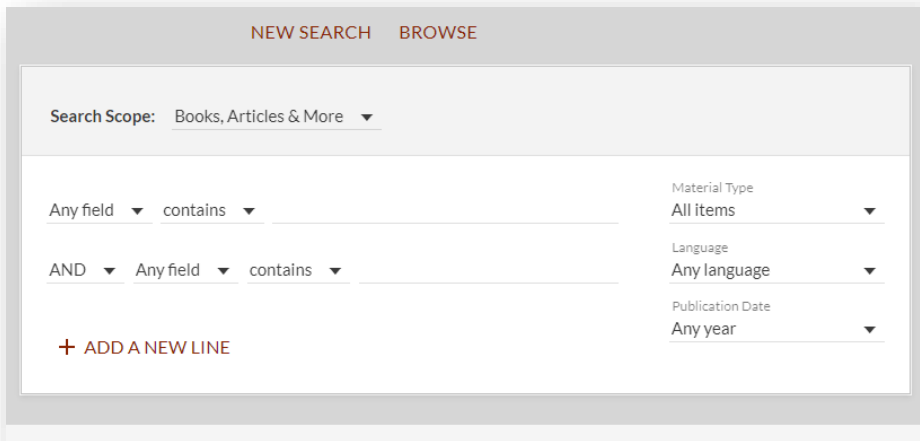 NEW SEARCH BROWSE
Search Scope: Books, Articles & More
Any field contains
AND Any field contains
+ ADD A NEW LINE
Material Type
All items
Language
Any language
Publication Date
Any year